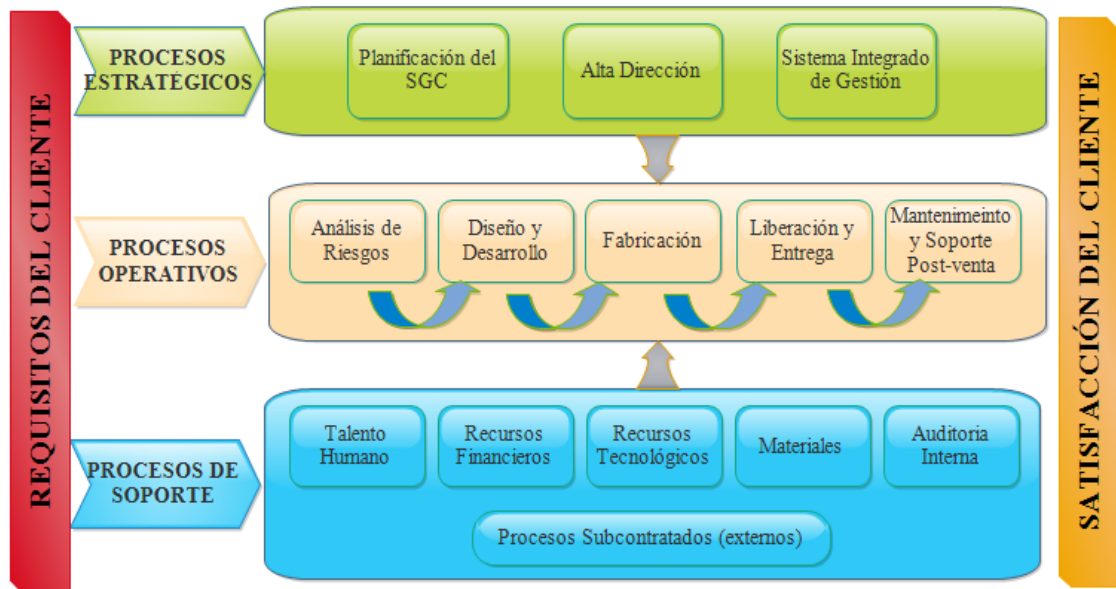 REQUISITOS DEL CLIENTE
PROCESOS
ESTRATÉGICOS
Planificación del
SGC
Alta Dirección
Sistema Integrado
de Gestión
PROCESOS
OPERATIVOS
Análisis de
Riesgos
Diseño y
Desarrollo
Fabricación
Liberación y
Entrega
Mantenimeinto
y Soporte
Post-venta
PROCESOS DE
SOPORTE
Talento
Humano
Recursos
Financieros
Recursos
Tecnológicos
Materiales
Auditoria
Interna
Procesos Subcontratados (externos)
SATISFACCIÓN DEL CLIENTE